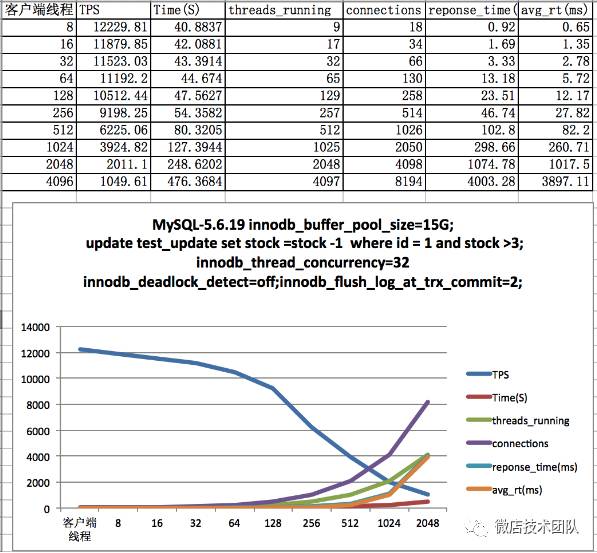 客户端线程 TPS Time(S) threads_running connections reponse_time( avg_rt(ms)
8 12229.81 40.8837 9 18 0.92 0.65
16 11879.85 42.0881 17 34 1.69 1.35
32 11523.03 43.3914 32 66 3.33 2.78
64 11192.2 44.674 65 130 13.18 5.72
128 10512.44 47.5627 129 258 23.51 12.17
256 9198.25 54.3582 257 514 46.74 27.82
512 6225.06 80.3205 512 1026 102.8 82.2
1024 3924.82 127.3944 1025 2050 298.66 260.71
2048 2011.1 248.6202 2048 4098 1074.78 1017.5
4096 1049.61 476.3684 4097 8194 4003.28 3897.11
MySQL-5.6.19 innodb_buffer_pool_size=15G;
update test_update set stock =stock -1 where id = 1 and stock >3;
innodb_thread_concurrency=32
innodb_deadlock_detect=off;innodb_flush_log_at_trx_commit=2;
14000
12000
10000
8000
6000
4000
2000
0
客户端线程 8 16 32 64 128 256 512 1024 2048
TPS
Time(S)
threads_running
connections
reponse_time(ms)
avg_rt(ms)
微店技术团队